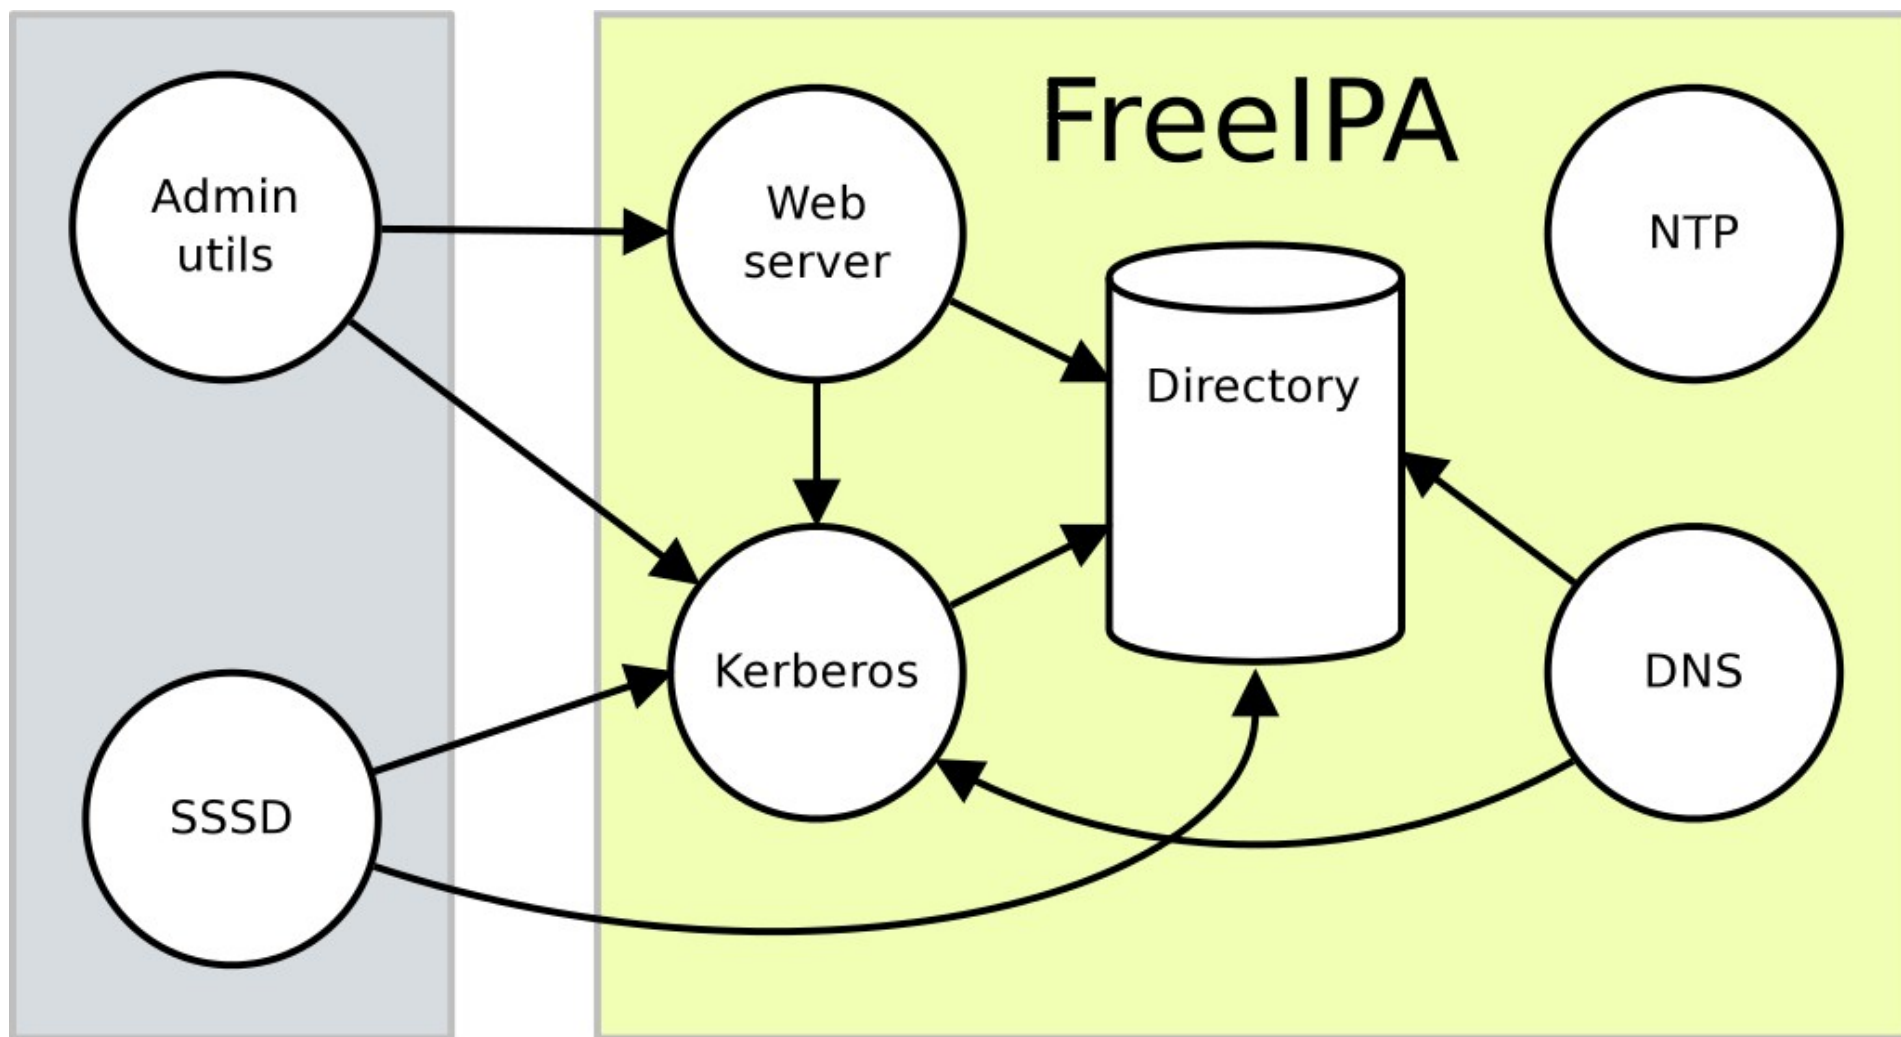 FreeIPA
Admin
utils
Web
server
NTP
Directory
Kerberos
DNS
SSSD